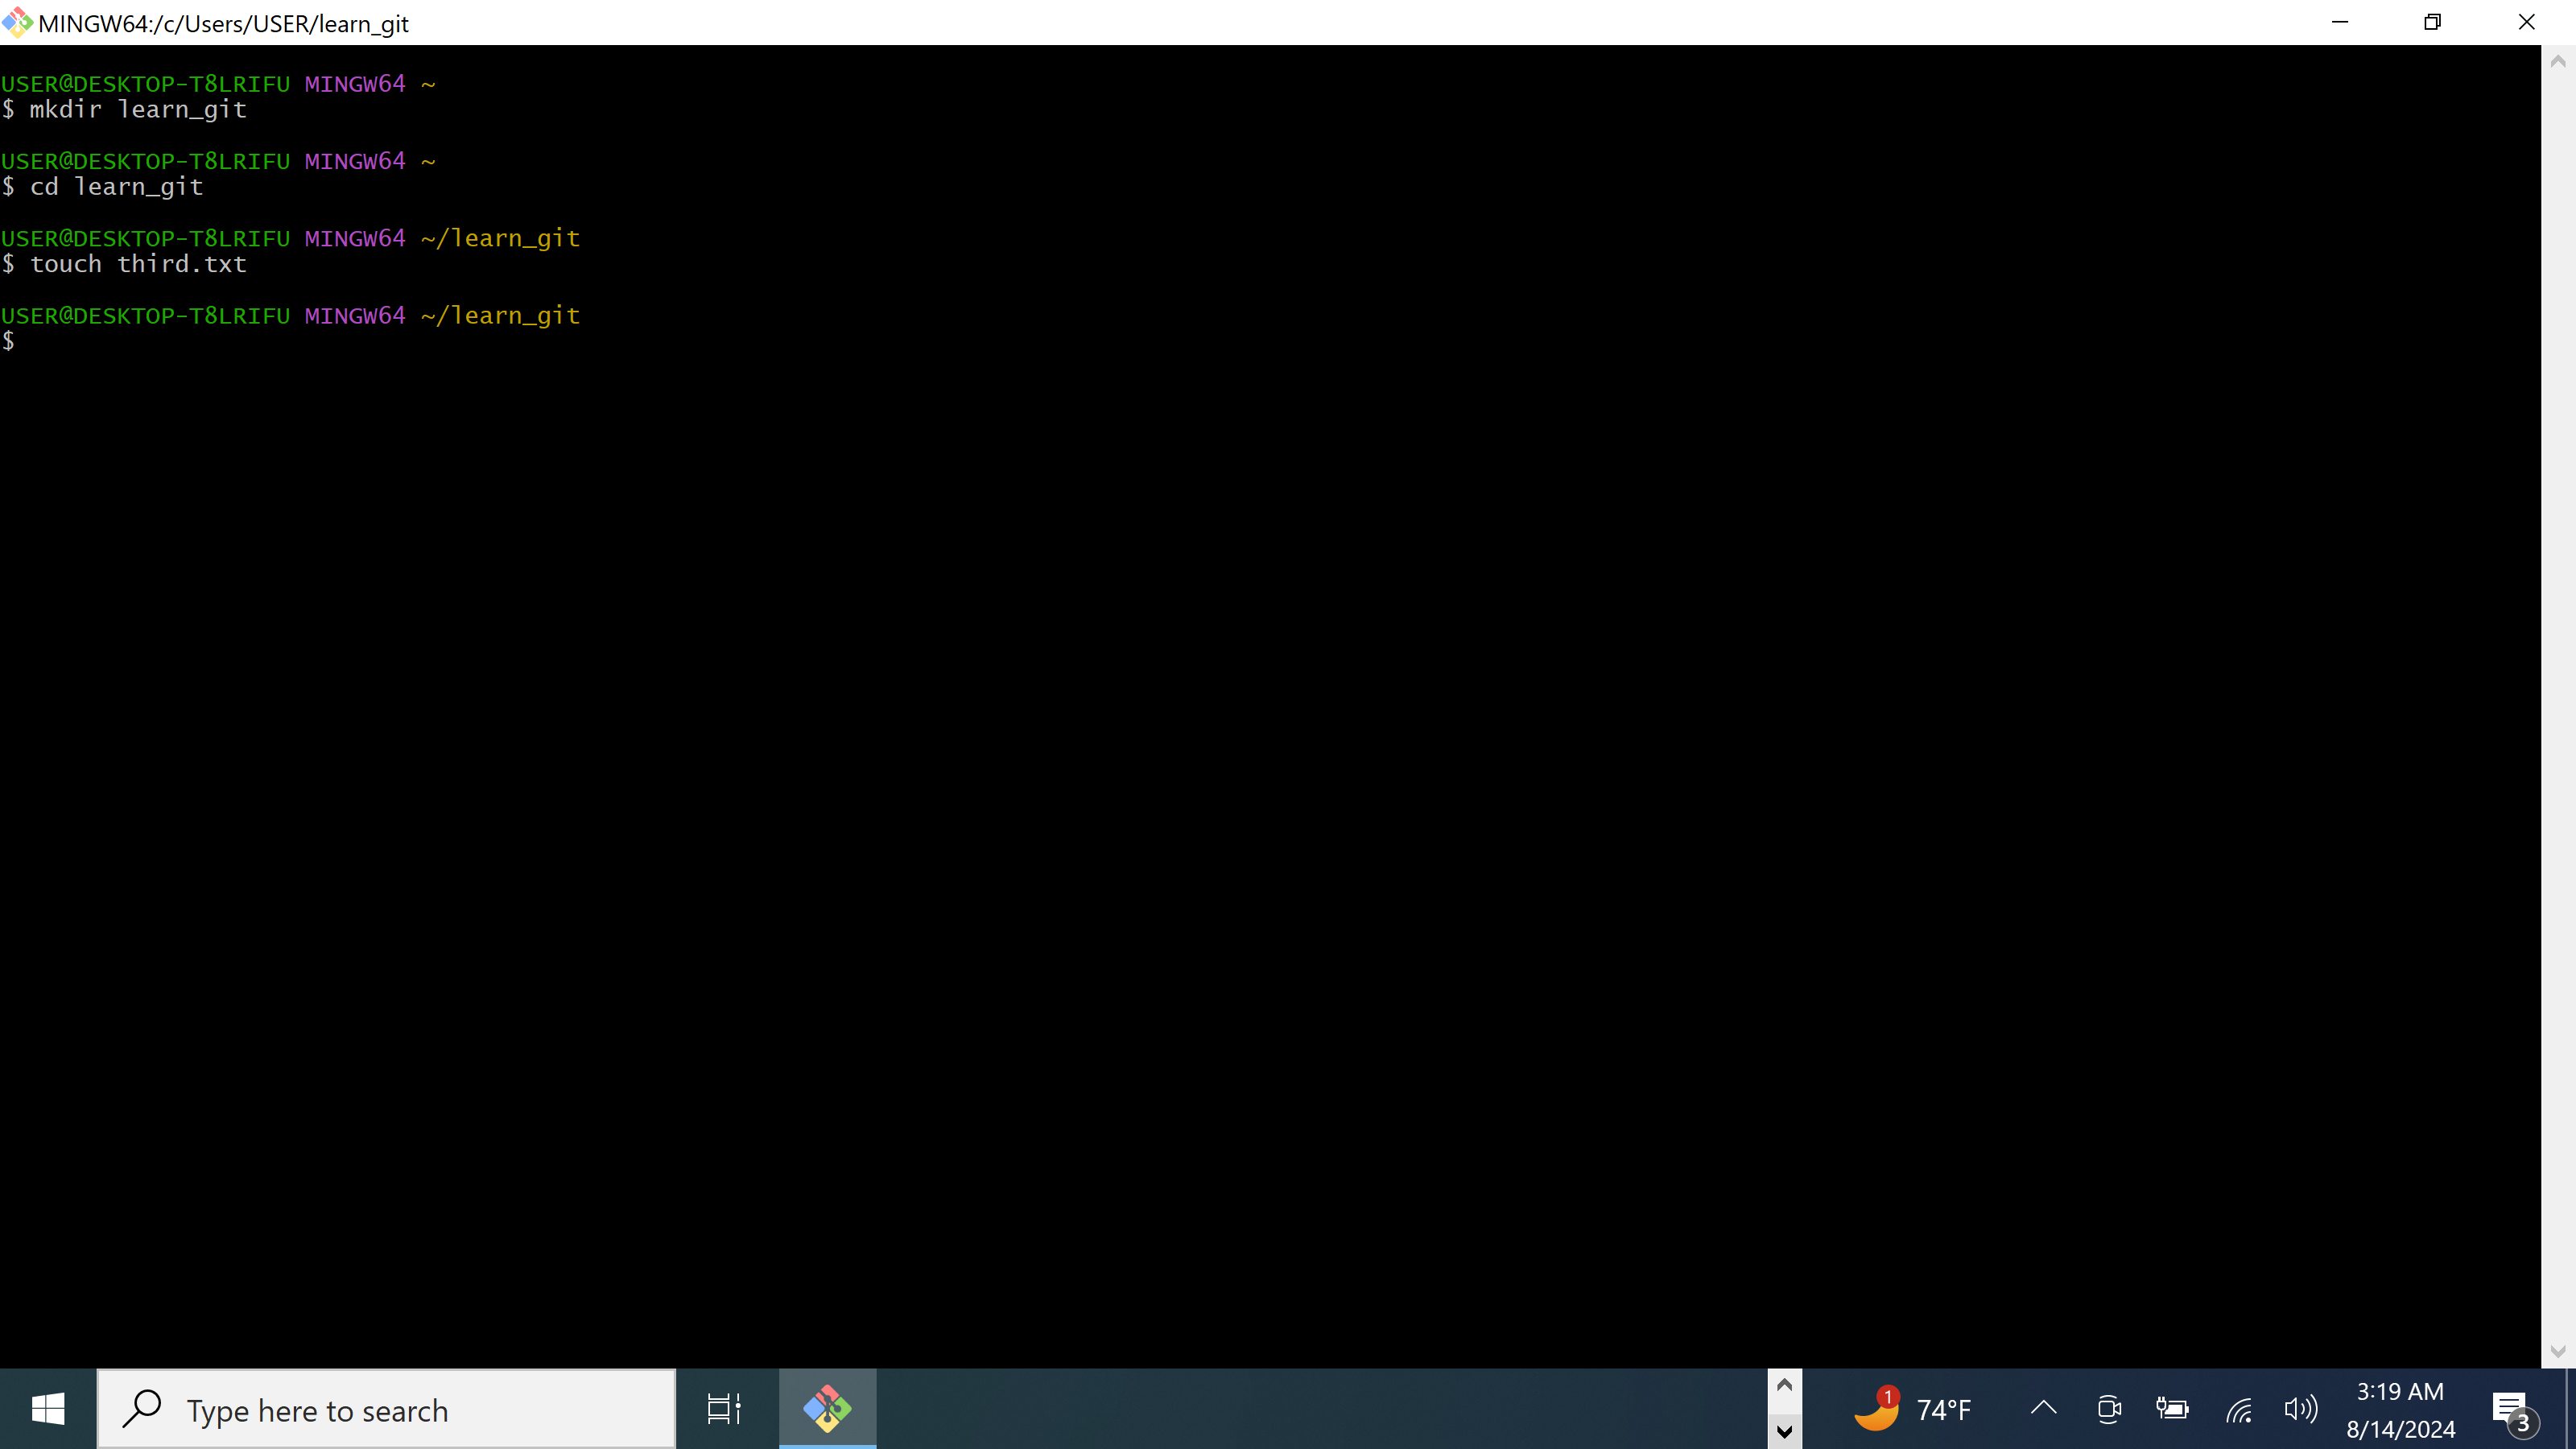 MINGW64:/c/Users/USER/learn_git
USER@DESKTOP-T8LRIFU MINGW64 ~
$ mkdir learn_git
USER@DESKTOP-T8LRIFU MINGW64 ~
$ cd learn_git
USER@DESKTOP-T8LRIFU MINGW64 ~/learn_git
$ touch third.txt
USER@DESKTOP-T8LRIFU MINGW64 ~/learn_git
$
Type here to search
1
74°F
3:19 AM
8/14/2024
3